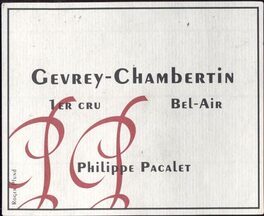 Gevrey-Chambertin
1er cru Bel-Air
Philippe Pacalet